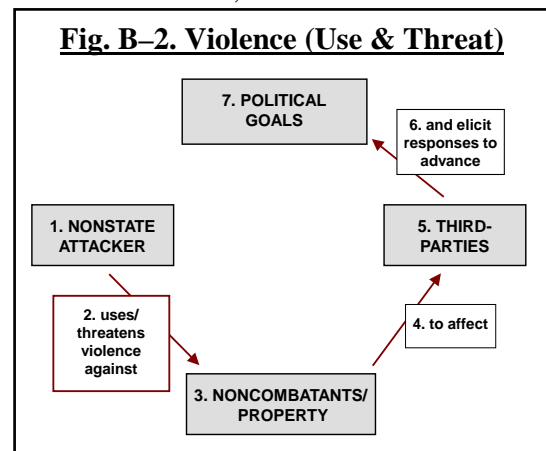 Fig. B–2. Violence (Use & Threat)
7. POLITICAL
GOALS
6. and elicit
responses to
advance
1. NONSTATE
ATTACKER
5. THIRD-
PARTIES
2. uses/
threatens
violence
against
4. to affect
3. NONCOMBATANTS/
PROPERTY